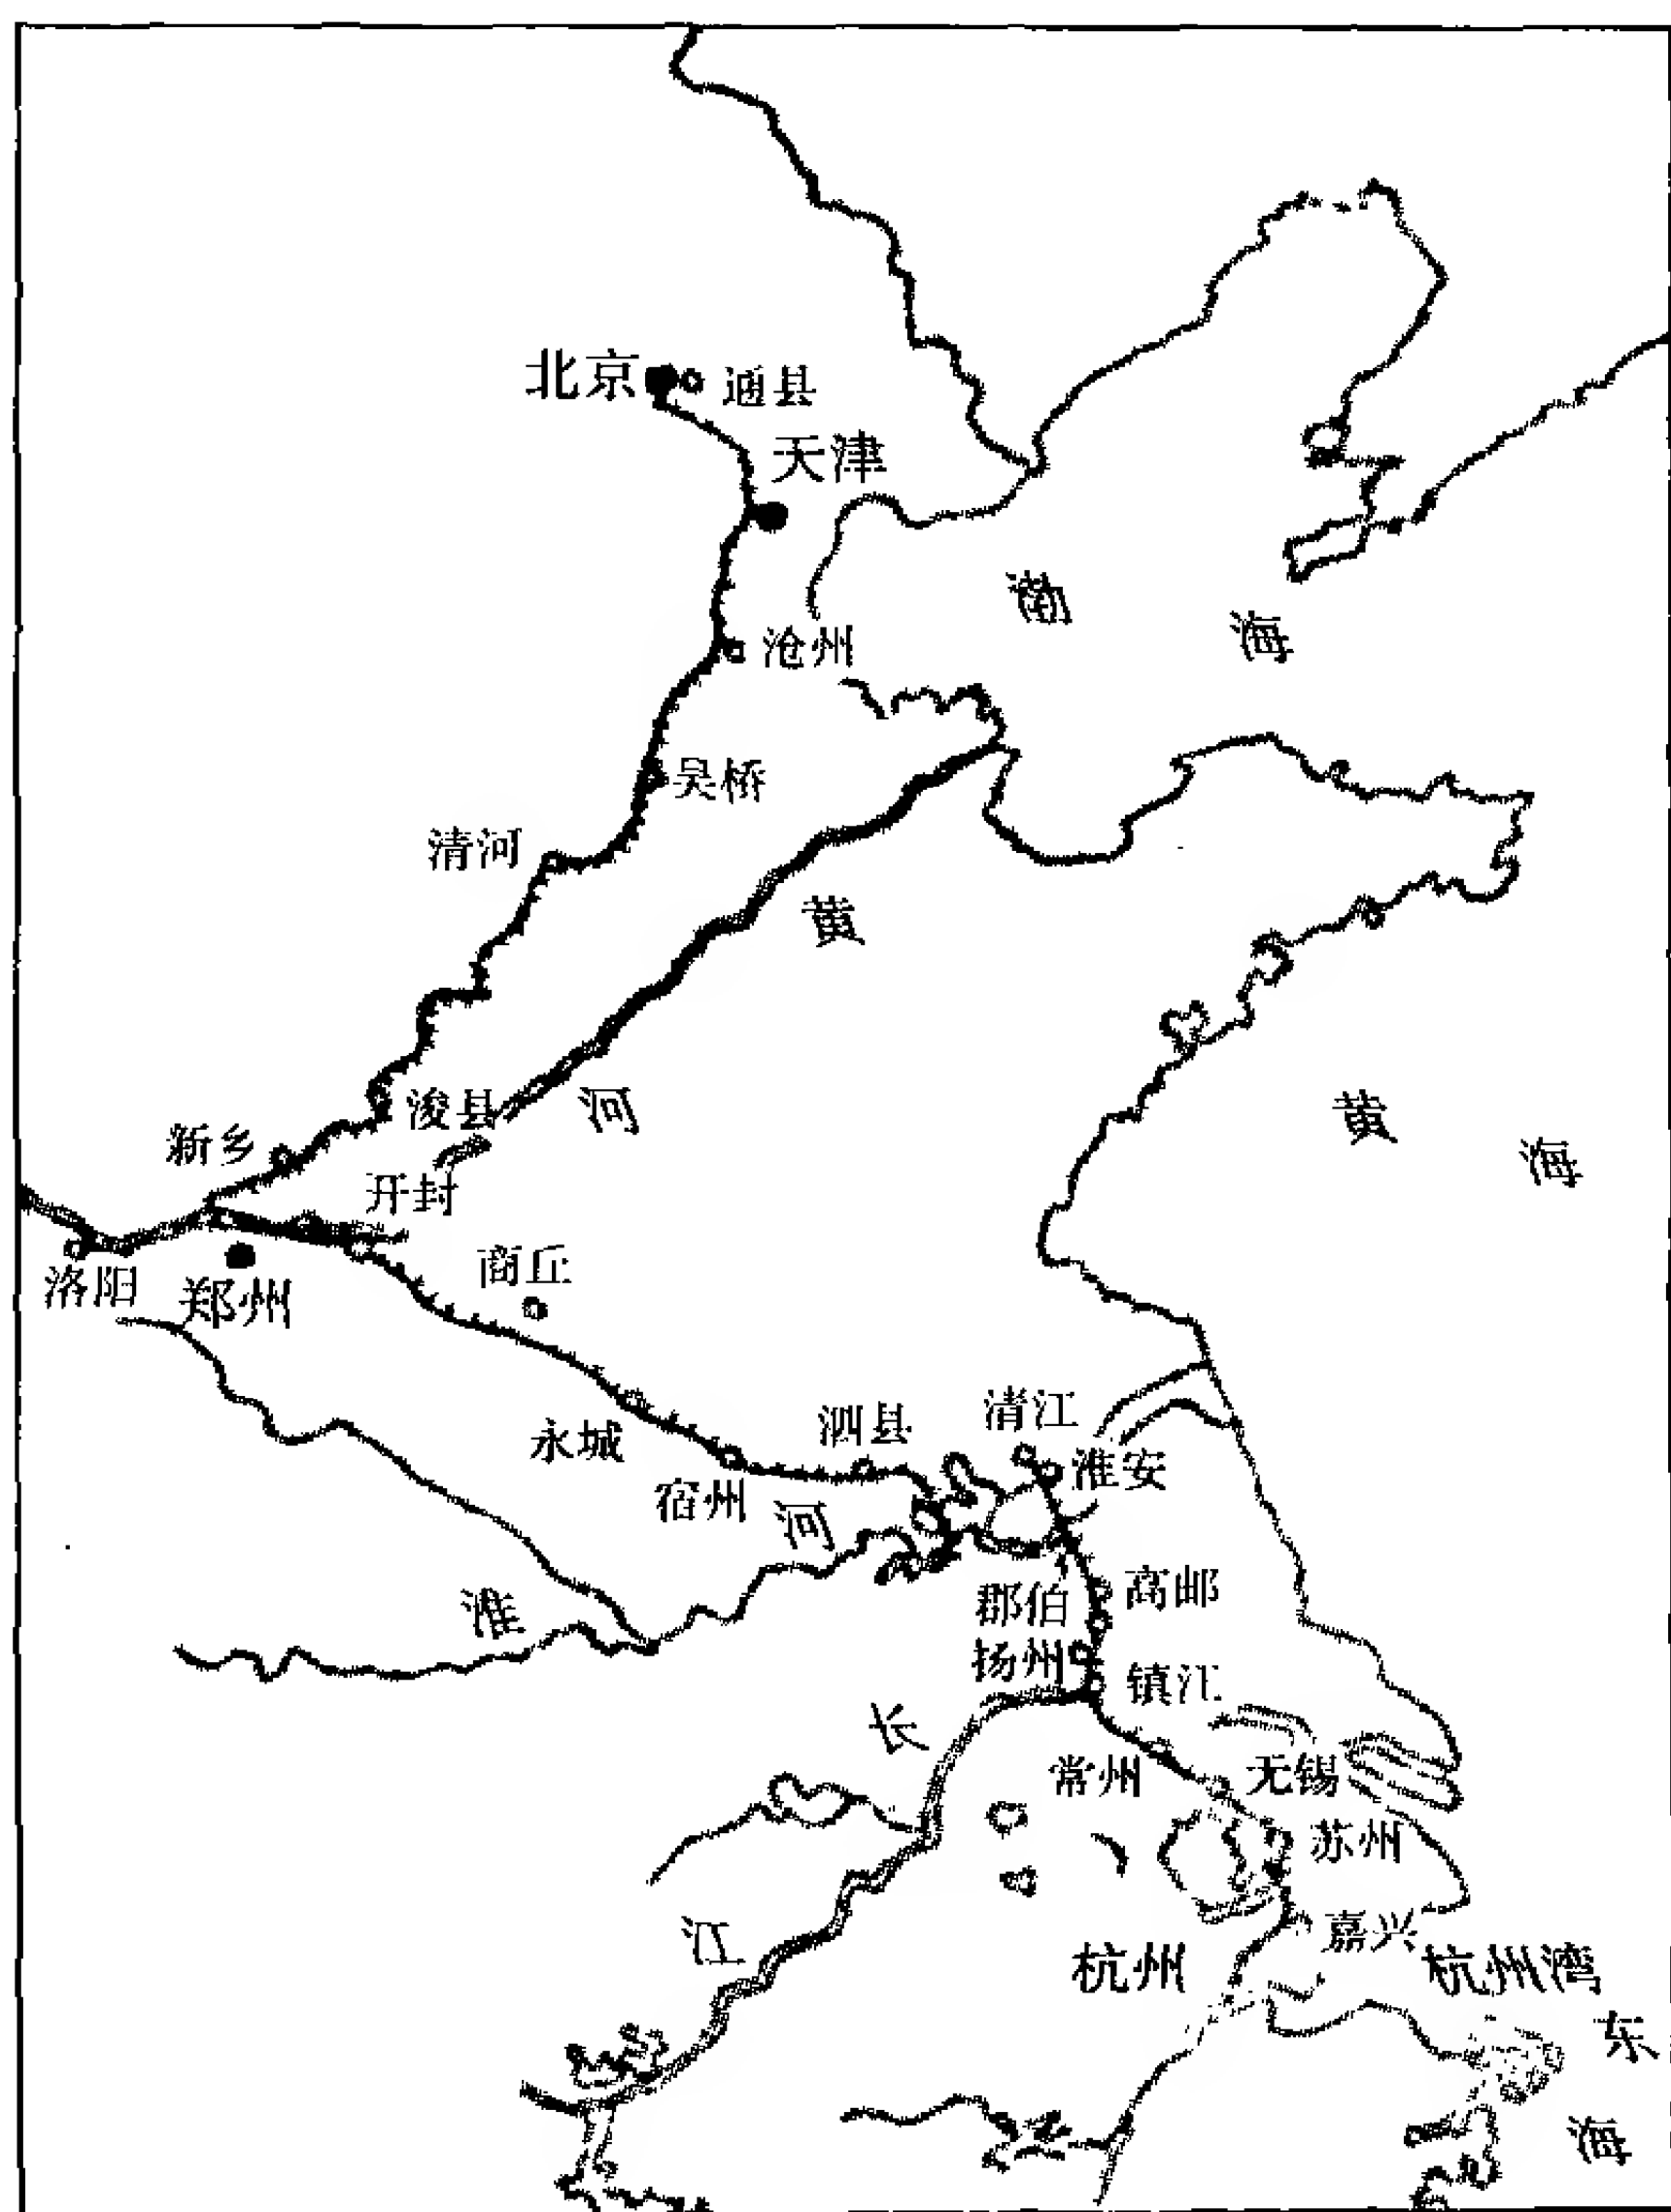 北京
通县
天津
渤海
沧州
吴桥
清河
黄河
浚县
新乡
开封
黄海
洛阳
郑州
商丘
永城
宿州
泗县
清江
淮安
淮河
高邮
郡伯
扬州
镇江
长江
常州
无锡
苏州
嘉兴
杭州
杭州湾
东海